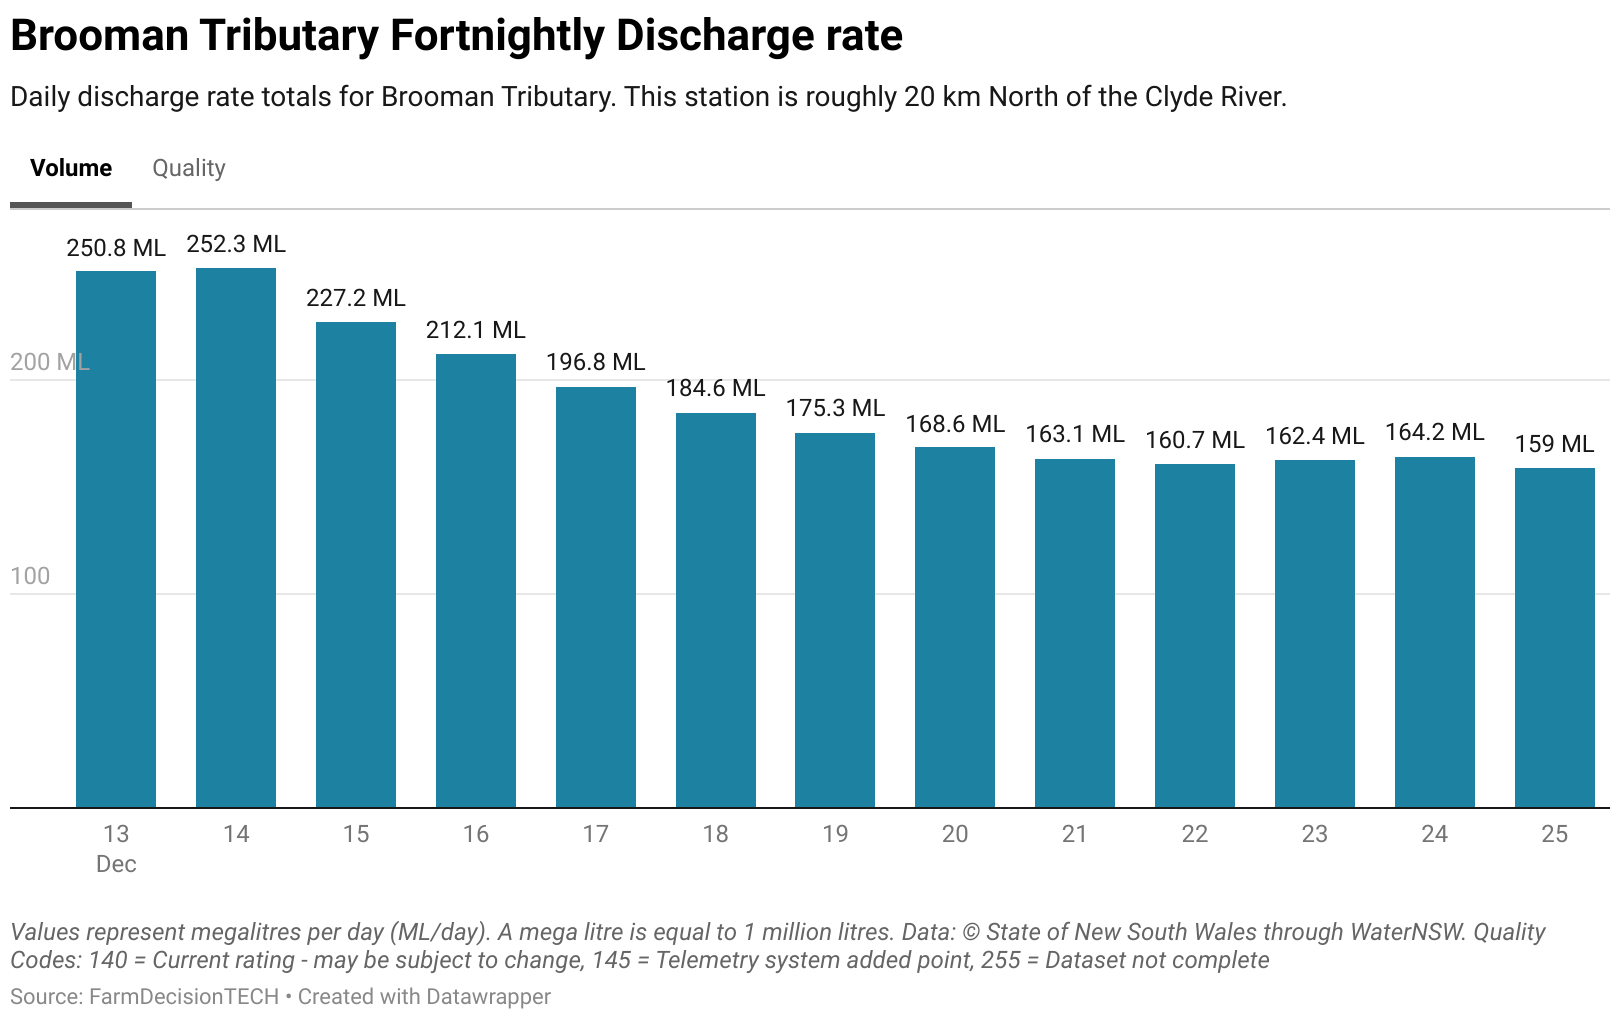 Brooman Tributary Fortnightly Discharge rate
Daily discharge rate totals for Brooman Tributary. This station is roughly 20 km North of the Clyde River.
Volume Quality
250.8 ML 252.3 ML 227.2 ML 212.1 ML 196.8 ML 184.6 ML 175.3 ML 168.6 ML 163.1 ML 160.7 ML 162.4 ML 164.2 ML 159 ML
200 ML
100
13 14 15 16 17 18 19 20 21 22 23 24 25
Dec
Values represent megalitres per day (ML/day). A mega litre is equal to 1 million litres. Data: © State of New South Wales through WaterNSW. Quality
Codes: 140 = Current rating - may be subject to change, 145 = Telemetry system added point, 255 = Dataset not complete
Source: FarmDecisionTECH • Created with Datawrapper